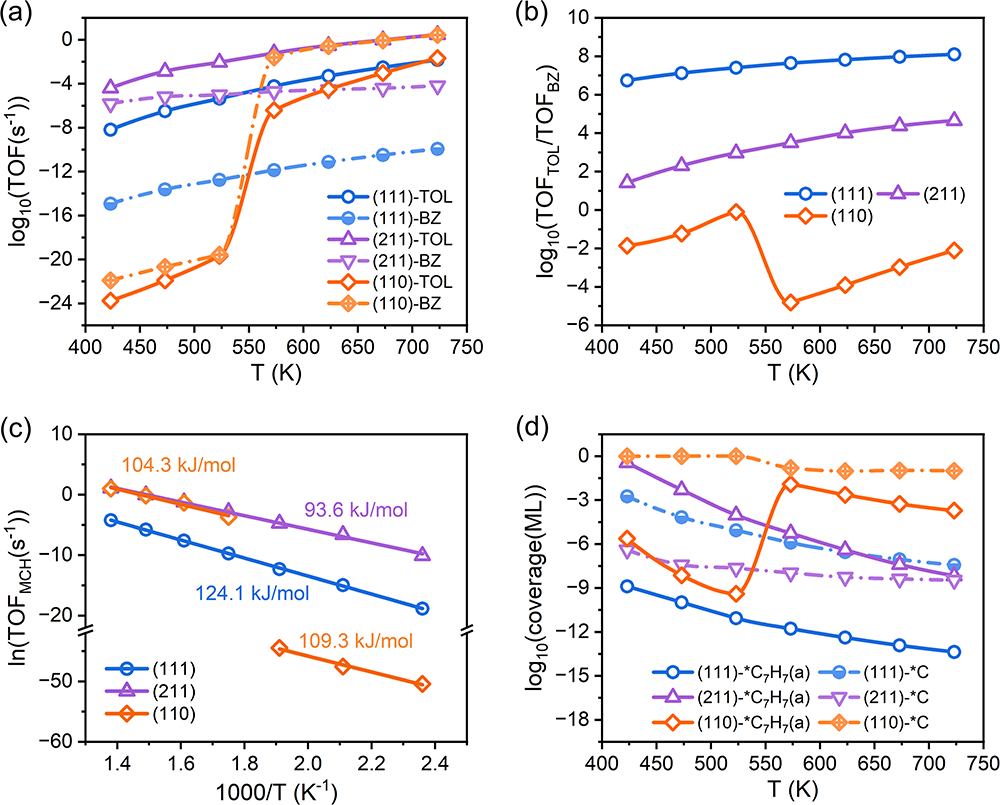 (a)
log10(TOF(s⁻¹))
0
−4
−8
−12
−16
−20
−24
400 450 500 550 600 650 700 750
T (K)
(111)-TOL
(111)-BZ
(211)-TOL
(211)-BZ
(110)-TOL
(110)-BZ
(b)
log10(TOFTOL/TOFBZ)
10
8
6
4
2
0
−2
−4
−6
400 450 500 550 600 650 700 750
T (K)
(111) (211)
(110)
(c)
ln(TOFMCH(s⁻¹))
10
0
−10
−20
−50
−60
104.3 kJ/mol
93.6 kJ/mol
124.1 kJ/mol
109.3 kJ/mol
(111)
(211)
(110)
1.4 1.6 1.8 2.0 2.2 2.4
1000/T (K⁻¹)
(d)
log10(coverage(ML))
0
−3
−6
−9
−12
−15
−18
(111)-*C7H7(a) (111)-*C
(211)-*C7H7(a) (211)-*C
(110)-*C7H7(a) (110)-*C
400 450 500 550 600 650 700 750
T (K)